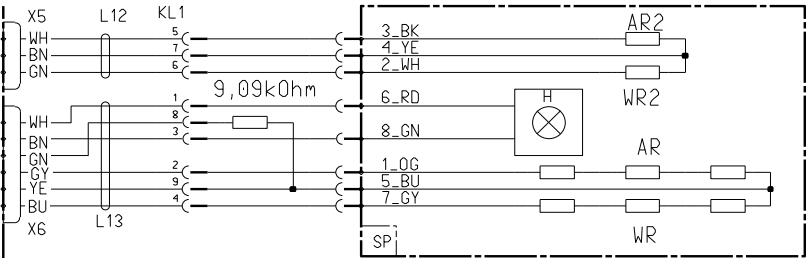 X5 L12 KL1 AR2
WH 5 3_BK
BN 7 4_YE
GN 6 2_WH
9,09kOhm WR2
1 6_RD H
WH 8
BN 3 8_GN
GN AR
GY 2 1_OG
YE 9 5_BU
BU 4 7_GY
X6 L13 SP WR